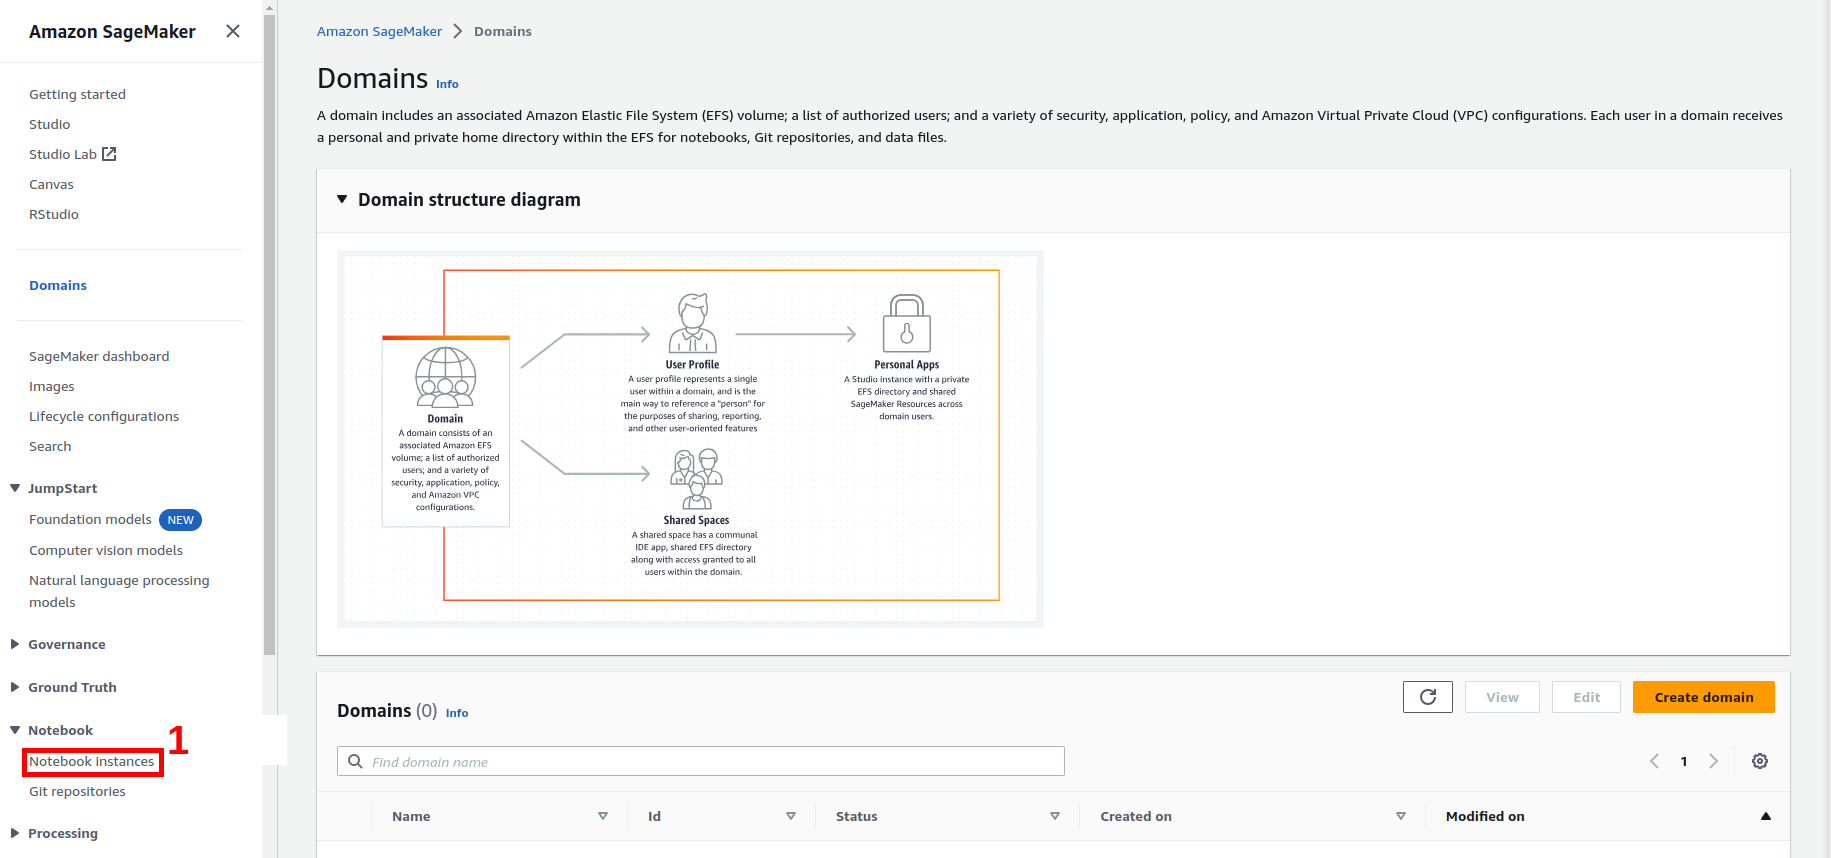 Amazon SageMaker
Getting started
Studio
Studio Lab
Canvas
RStudio
Domains
SageMaker dashboard
Images
Lifecycle configurations
Search
JumpStart
Foundation models NEW
Computer vision models
Natural language processing
models
Governance
Ground Truth
Notebook
1
Notebook instances
Git repositories
Processing
Amazon SageMaker Domains
Domains Info
A domain includes an associated Amazon Elastic File System (EFS) volume; a list of authorized users; and a variety of security, application, policy, and Amazon Virtual Private Cloud (VPC) configurations. Each user in a domain receives
a personal and private home directory within the EFS for notebooks, Git repositories, and data files.
Domain structure diagram
Domain
A domain consists of an
associated Amazon EFS
volume; a list of authorized
users; and a variety of
security, application, policy,
and Amazon VPC
configurations.
User Profile
A user profile represents a single
user within a domain, and is the
main way to reference a "person" for
the purposes of sharing, reporting,
and other user-oriented features
Personal Apps
A Studio instance with a private
EFS directory and shared
SageMaker Resources across
domain users.
Shared Spaces
A shared space has a communal
IDE app, shared EFS directory
along with access granted to all
users within the domain.
Domains (0) Info
View Edit Create domain
Find domain name
1
Name Id Status Created on Modified on